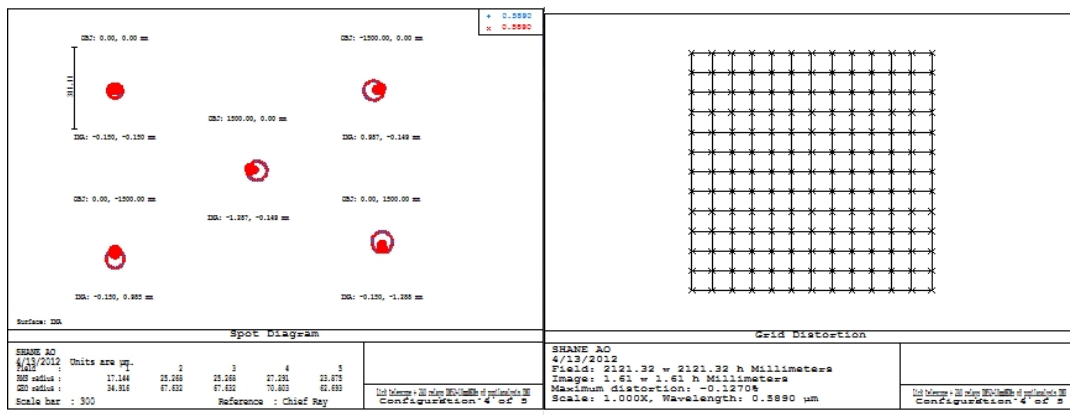 + 0.5890
× 0.5890
OBJ: 0.00, 0.00 mm
OBJ: -1500.00, 0.00 mm
IMA: -0.150, -0.150 mm
OBJ: 1500.00, 0.00 mm
IMA: 0.987, -0.149 mm
OBJ: 0.00, -1500.00 mm
IMA: -1.287, -0.149 mm
OBJ: 0.00, 1500.00 mm
IMA: -0.150, 0.985 mm
IMA: -0.150, -1.288 mm
Surface: IMA
Spot Diagram
SHANE AO
4/13/2012 Units are µm.
Field : 1 2 3 4 5
RMS radius : 17.144 25.268 25.268 27.291 23.875
GEO radius : 34.916 67.632 67.632 70.803 62.693
Scale bar : 300 Reference : Chief Ray
Configuration 4 of 5
Grid Distortion
SHANE AO
4/13/2012
Field: 2121.32 w 2121.32 h Millimeters
Image: 1.61 w 1.61 h Millimeters
Maximum distortion: -0.1270%
Scale: 1.000X, Wavelength: 0.5890 µm
Configuration 4 of 5